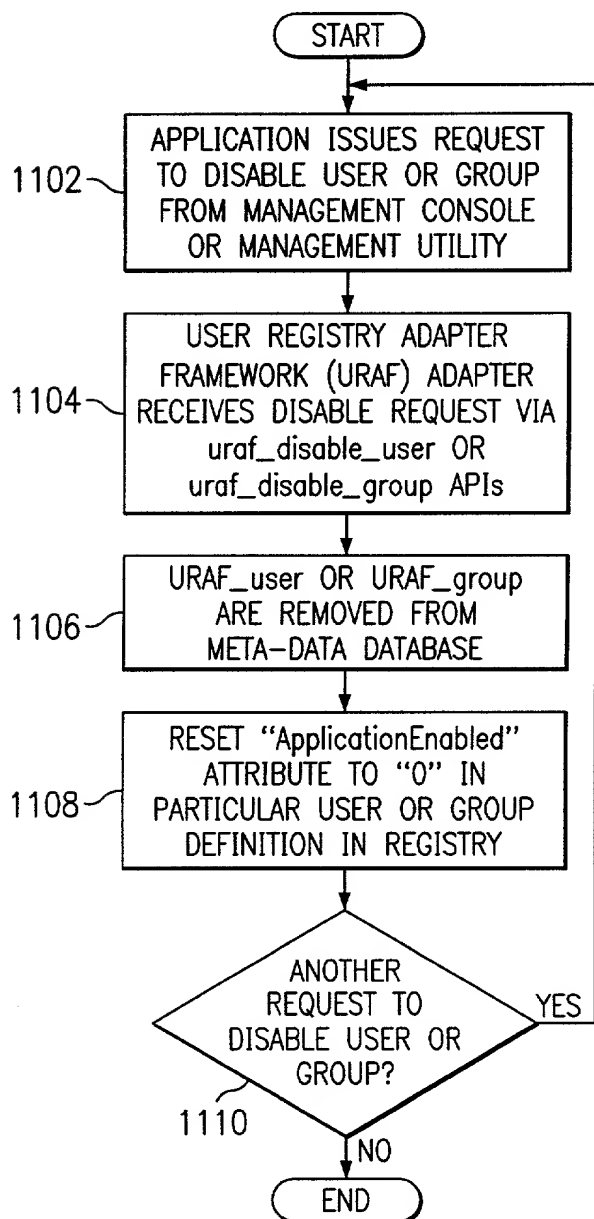 START
1102
APPLICATION ISSUES REQUEST
TO DISABLE USER OR GROUP
FROM MANAGEMENT CONSOLE
OR MANAGEMENT UTILITY
1104
USER REGISTRY ADAPTER
FRAMEWORK (URAF) ADAPTER
RECEIVES DISABLE REQUEST VIA
uraf_disable_user OR
uraf_disable_group APIs
1106
URAF_user OR URAF_group
ARE REMOVED FROM
META-DATA DATABASE
1108
RESET "ApplicationEnabled"
ATTRIBUTE TO "0" IN
PARTICULAR USER OR GROUP
DEFINITION IN REGISTRY
ANOTHER
REQUEST TO
DISABLE USER OR
GROUP?
YES
1110
NO
END